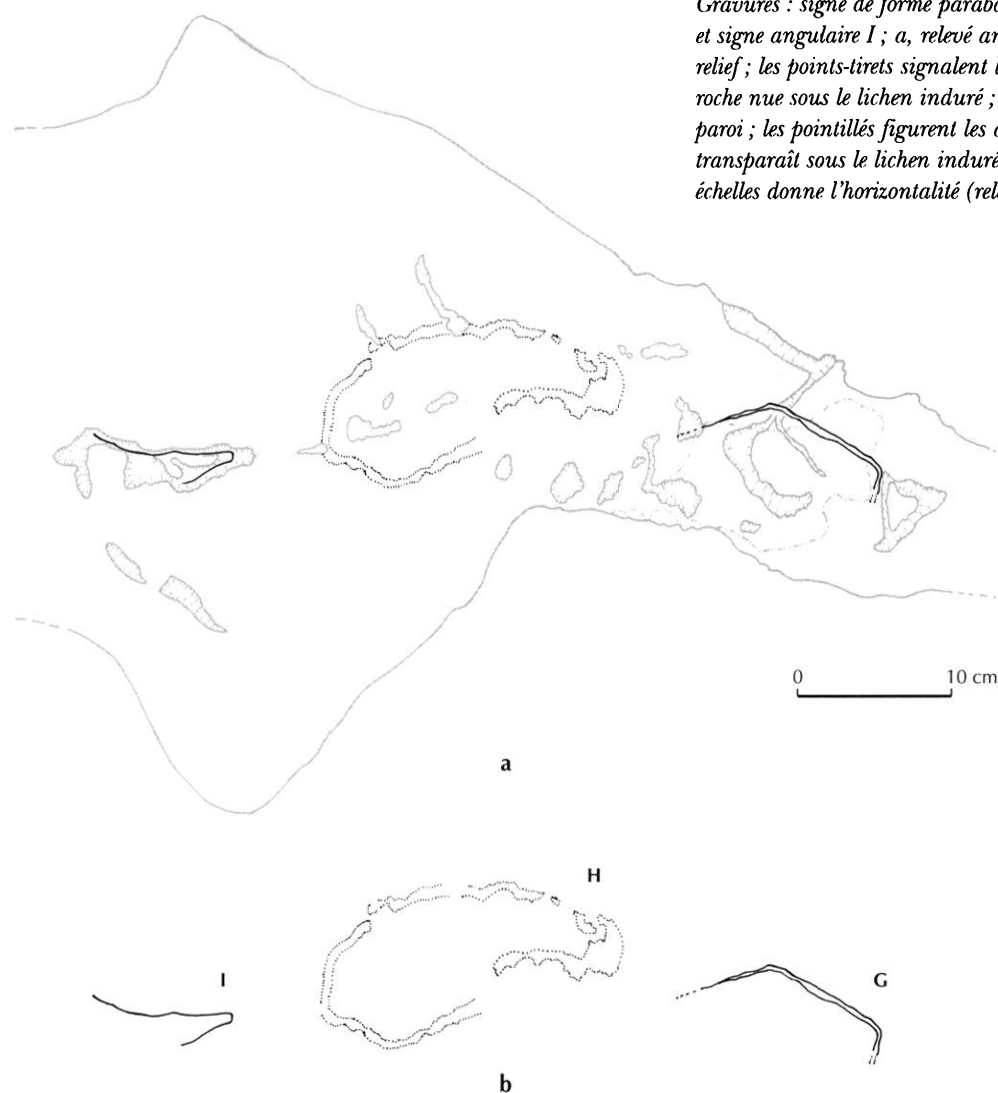 Gravures : signe de forme parabo
et signe angulaire I ; a, relevé
relief ; les points-tirets signalent
roche nue sous le lichen induré ;
paroi ; les pointillés figurent les
transparaît sous le lichen induré
échelles donne l'horizontalité (rel
0 10 cm
a
H
I G
b